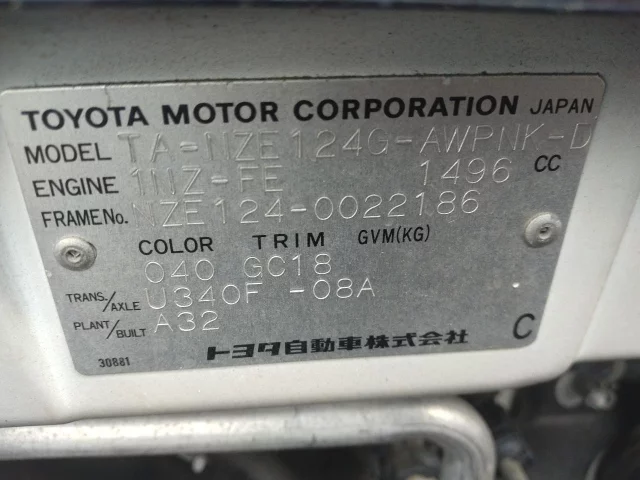 TOYOTA MOTOR CORPORATION JAPAN
MODEL TA-NZE124G-AWPNK-D
ENGINE 1NZ-FE 1496 CC
FRAME No. NZE124-0022186
COLOR TRIM GVM(KG)
040 GC18
TRANS./AXLE U340F -08A
PLANT/BUILT A32
トヨタ自動車株式会社 C
30881